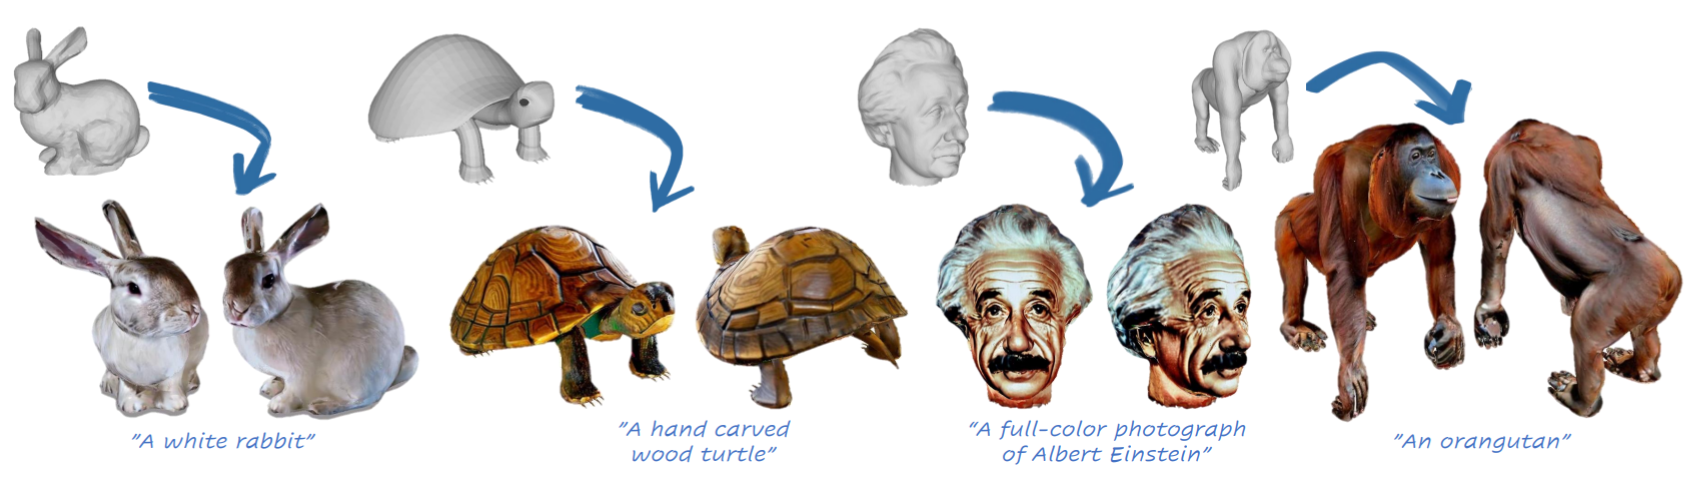 ”A white rabbit”
“A hand carved
wood turtle”
“A full-color photograph
of Albert Einstein”
”An orangutan”